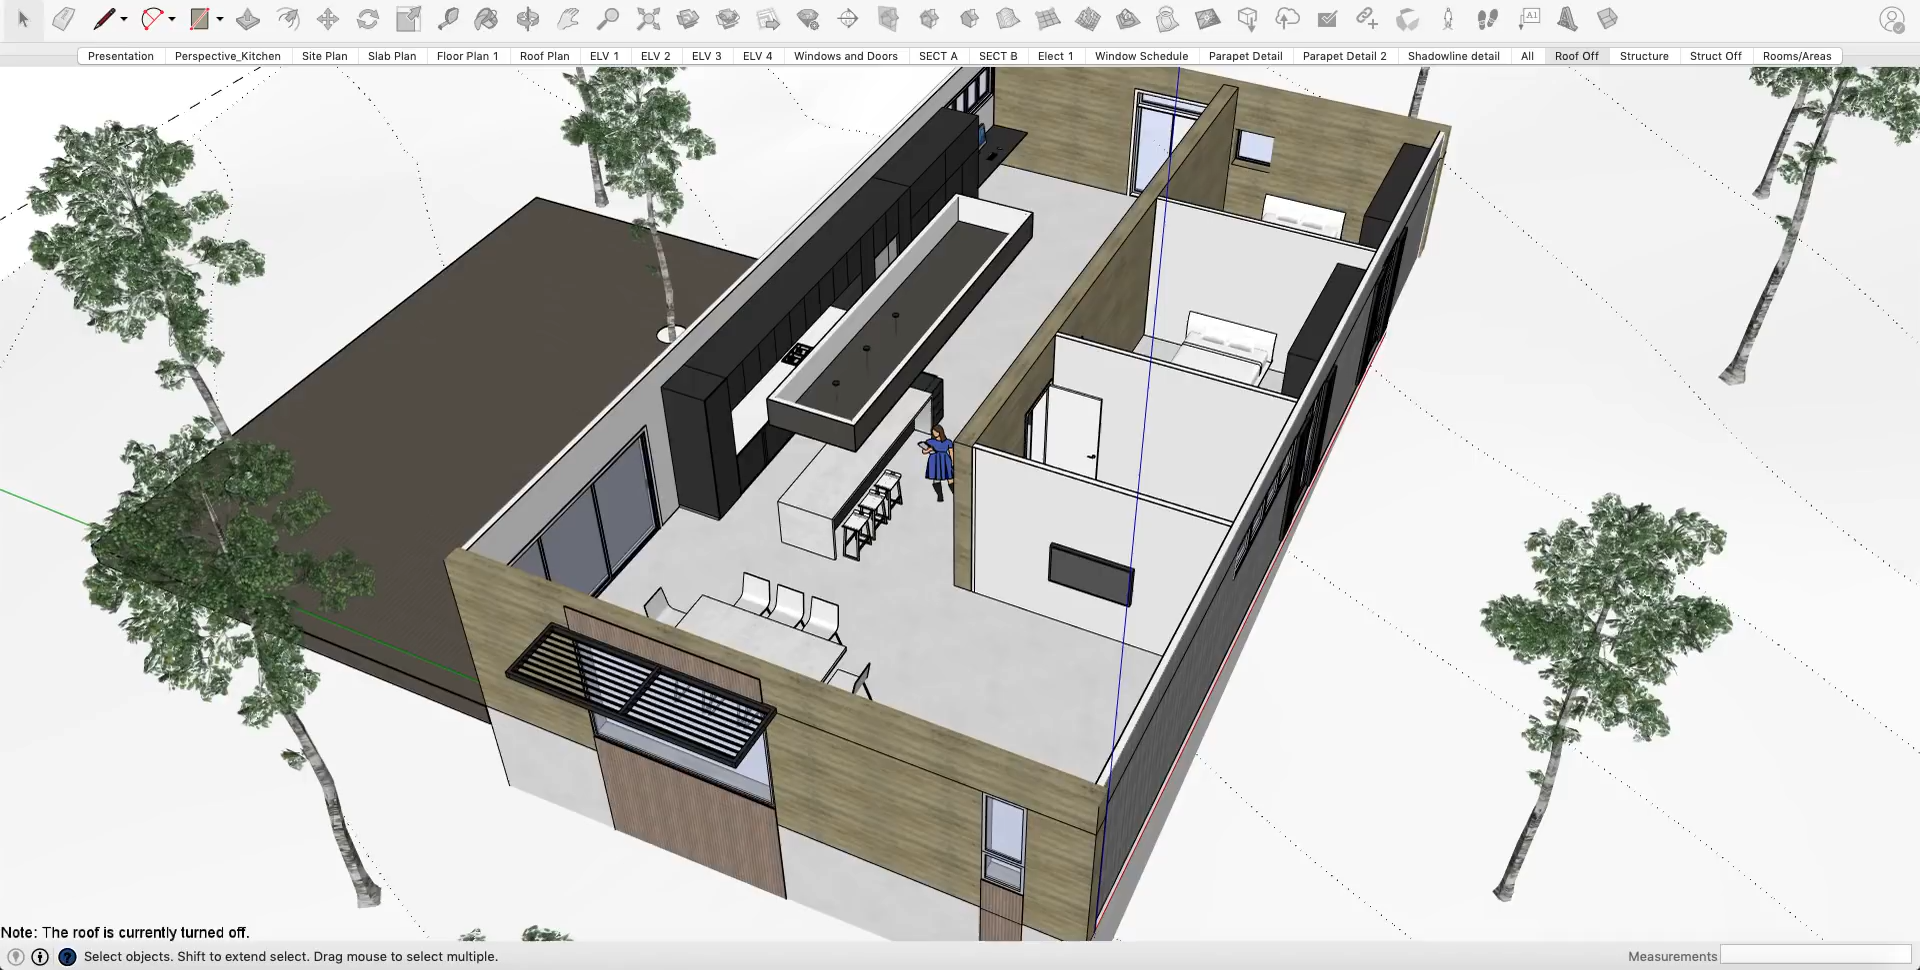 A1
Presentation Perspective_Kitchen Site Plan Slab Plan Floor Plan 1 Roof Plan ELV 1 ELV 2 ELV 3 ELV 4 Windows and Doors SECT A SECT B Elect 1 Window Schedule Parapet Detail Parapet Detail 2 Shadowline detail All Roof Off Structure Struct Off Rooms/Areas
Note: The roof is currently turned off.
Select objects. Shift to extend select. Drag mouse to select multiple. Measurements